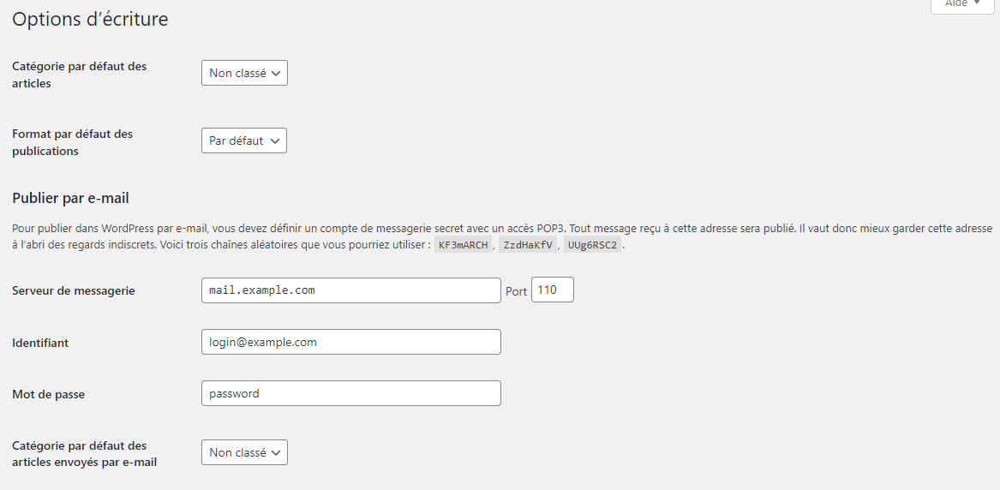 Aide
Options d’écriture
Catégorie par défaut des
articles
Non classé
Format par défaut des
publications
Par défaut
Publier par e-mail
Pour publier dans WordPress par e-mail, vous devez définir un compte de messagerie secret avec un accès POP3. Tout message reçu à cette adresse sera publié. Il vaut donc mieux garder cette adresse
à l’abri des regards indiscrets. Voici trois chaînes aléatoires que vous pourriez utiliser : KF3mARCH , ZzdHaKfV , UUg6RSC2 .
Serveur de messagerie
mail.example.com Port 110
Identifiant
login@example.com
Mot de passe
password
Catégorie par défaut des
articles envoyés par e-mail
Non classé